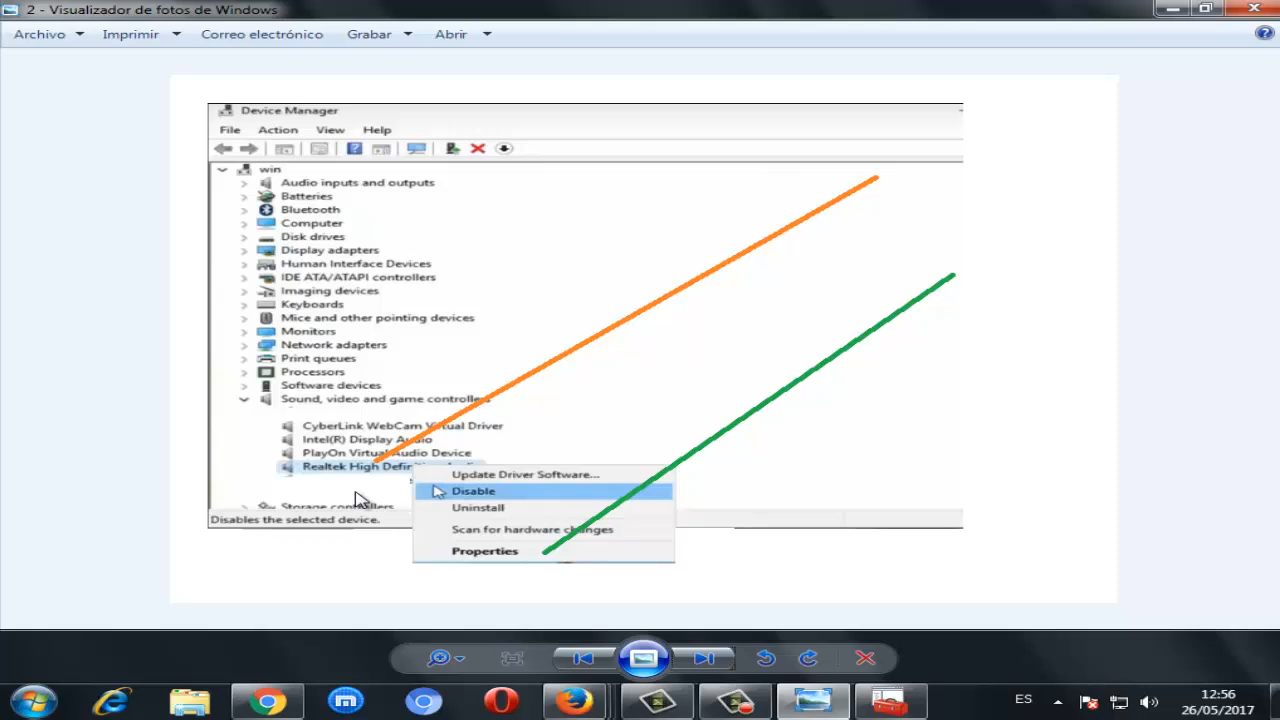 2 - Visualizador de fotos de Windows
Archivo Imprimir Correo electrónico Grabar Abrir
Device Manager
File Action View Help
win
Audio inputs and outputs
Batteries
Bluetooth
Computer
Disk drives
Display adapters
Human Interface Devices
IDE ATA/ATAPI controllers
Imaging devices
Keyboards
Mice and other pointing devices
Monitors
Network adapters
Print queues
Processors
Software devices
Sound, video and game controllers
CyberLink WebCam Virtual Driver
Intel(R) Display Audio
PlayOn Virtual Audio Device
Realtek High Definition Audio
Update Driver Software...
Disable
Uninstall
Scan for hardware changes
Properties
Storage controllers
Disables the selected device.
ES
12:56
26/05/2017